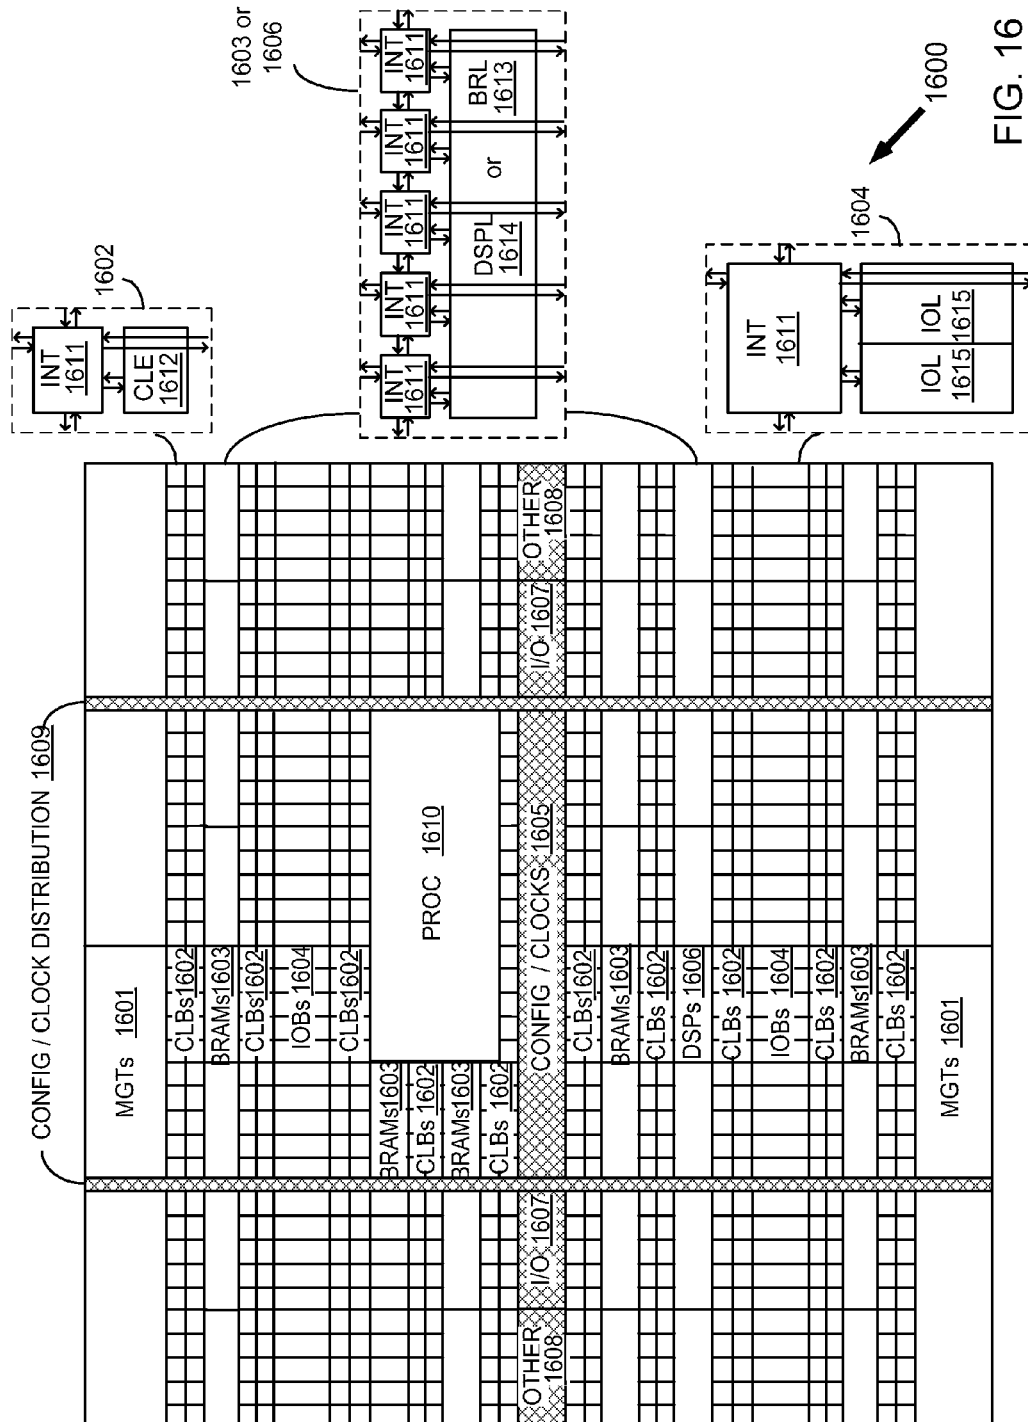 CONFIG / CLOCK DISTRIBUTION 1609
MGTs 1601
CLBs 1602
BRAMs 1603
CLBs 1602
IOBs 1604
CLBs 1602
BRAMs 1603
CLBs 1602
BRAMs 1603
CLBs 1602
PROC 1610
OTHER 1608
I/O 1607
CONFIG / CLOCKS 1605
I/O 1607
OTHER 1608
CLBs 1602
BRAMs 1603
CLBs 1602
DSPs 1606
CLBs 1602
IOBs 1604
CLBs 1602
BRAMs 1603
CLBs 1602
MGTs 1601
1602
INT
1611
CLE
1612
1603 or
1606
INT
1611
INT
1611
INT
1611
INT
1611
INT
1611
DSPL
1614
or
BRL
1613
1604
INT
1611
IOL
1615
IOL
1615
1600
FIG. 16